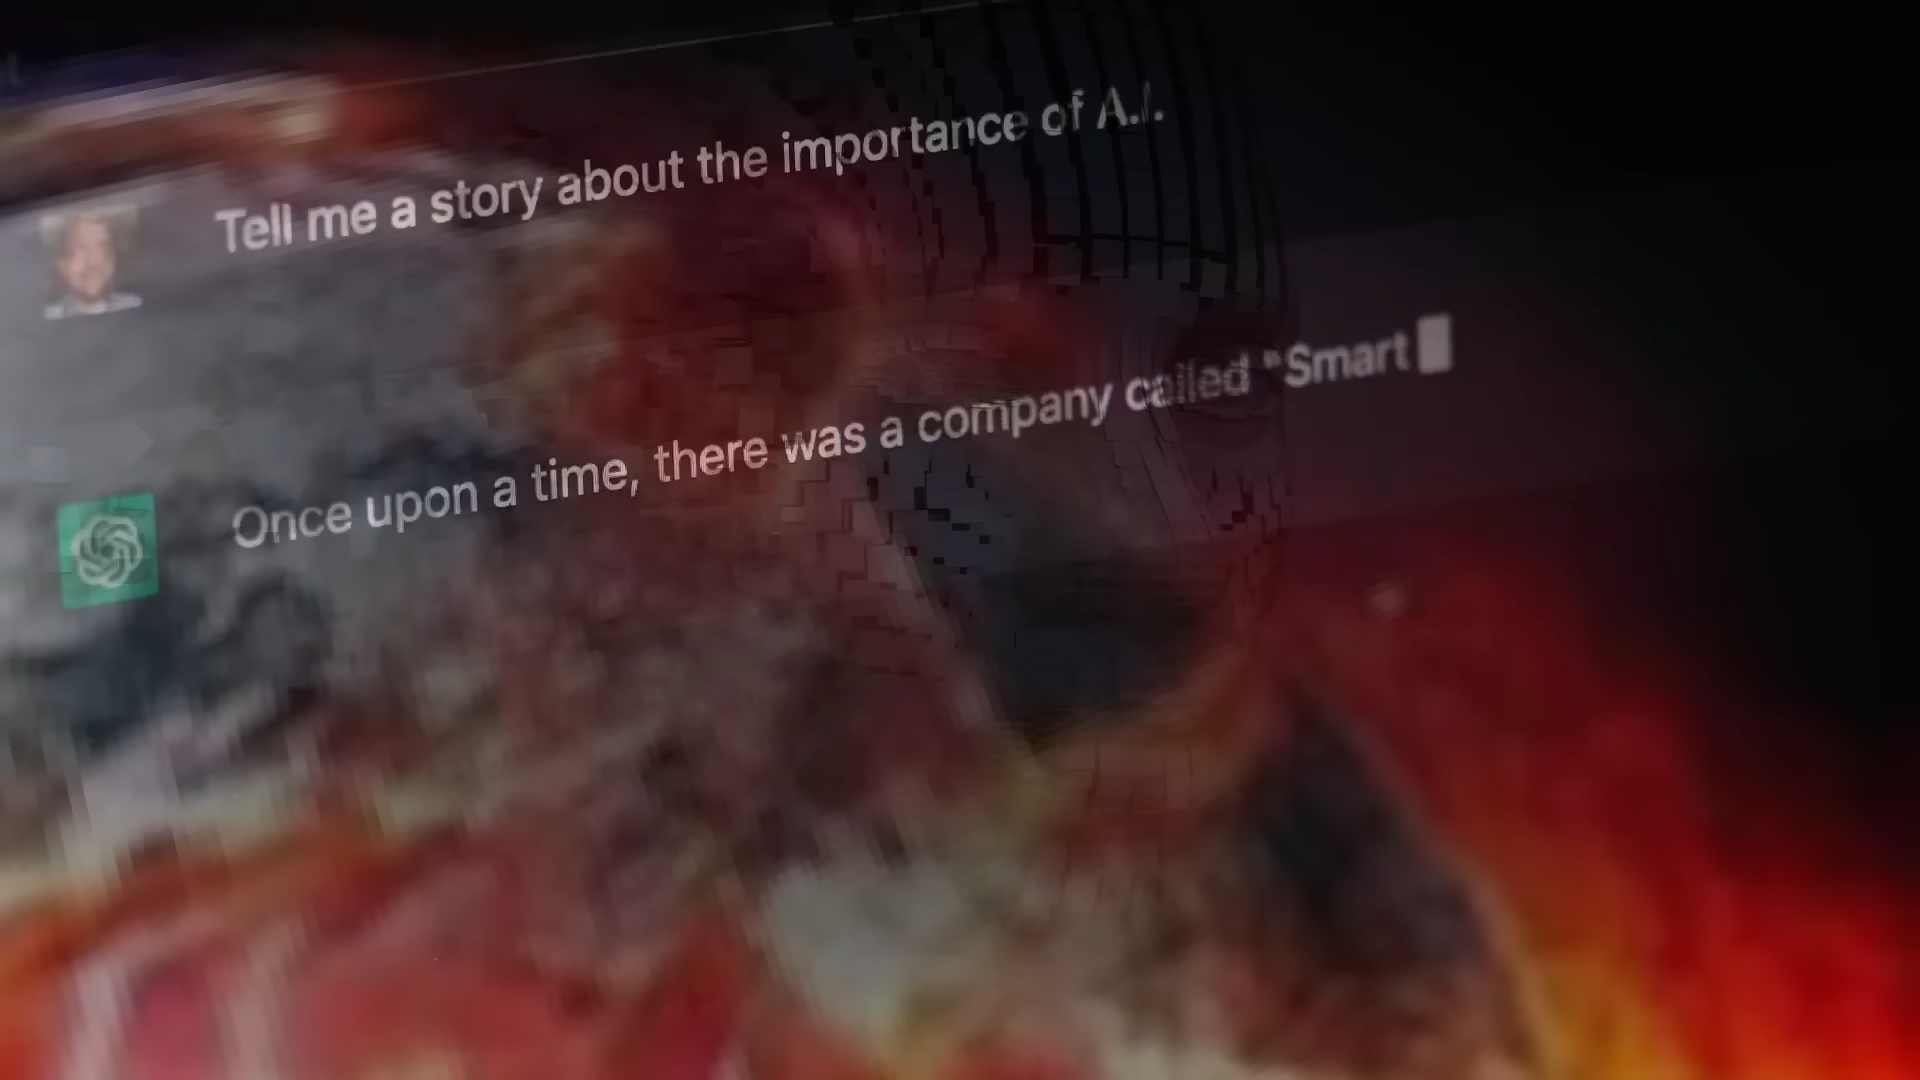 Tell me a story about the importance of A.I.
Once upon a time, there was a company called "Smart